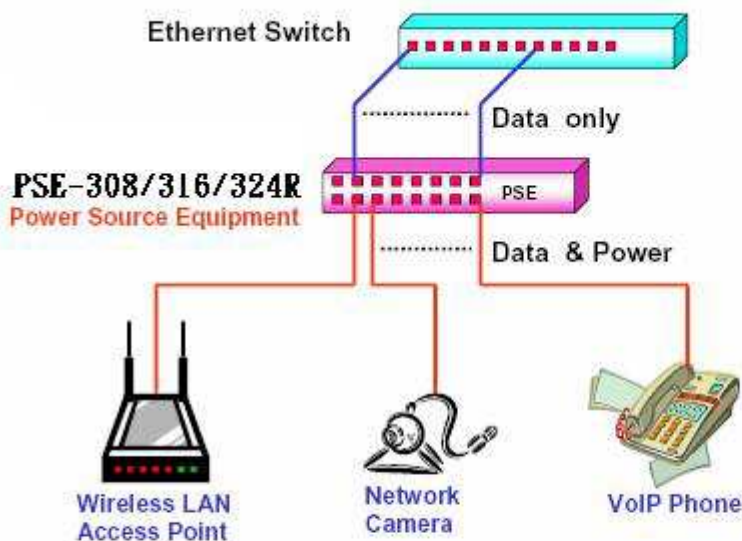 Ethernet Switch
Data only
PSE-308/316/324R
Power Source Equipment
PSE
Data & Power
Wireless LAN
Access Point
Network
Camera
VoIP Phone